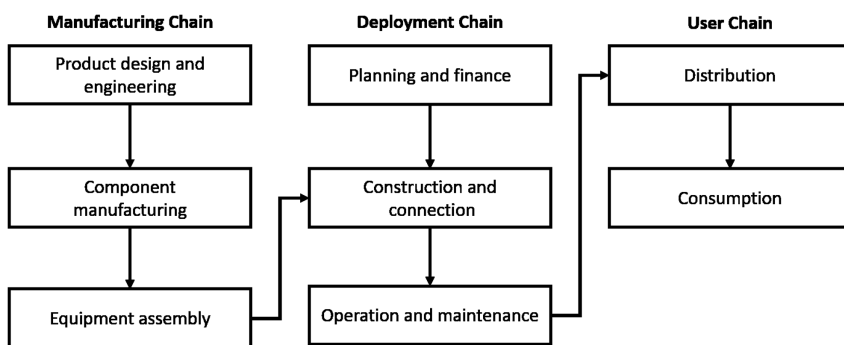 Manufacturing Chain
Product design and
engineering
Component
manufacturing
Equipment assembly
Deployment Chain
Planning and finance
Construction and
connection
Operation and maintenance
User Chain
Distribution
Consumption